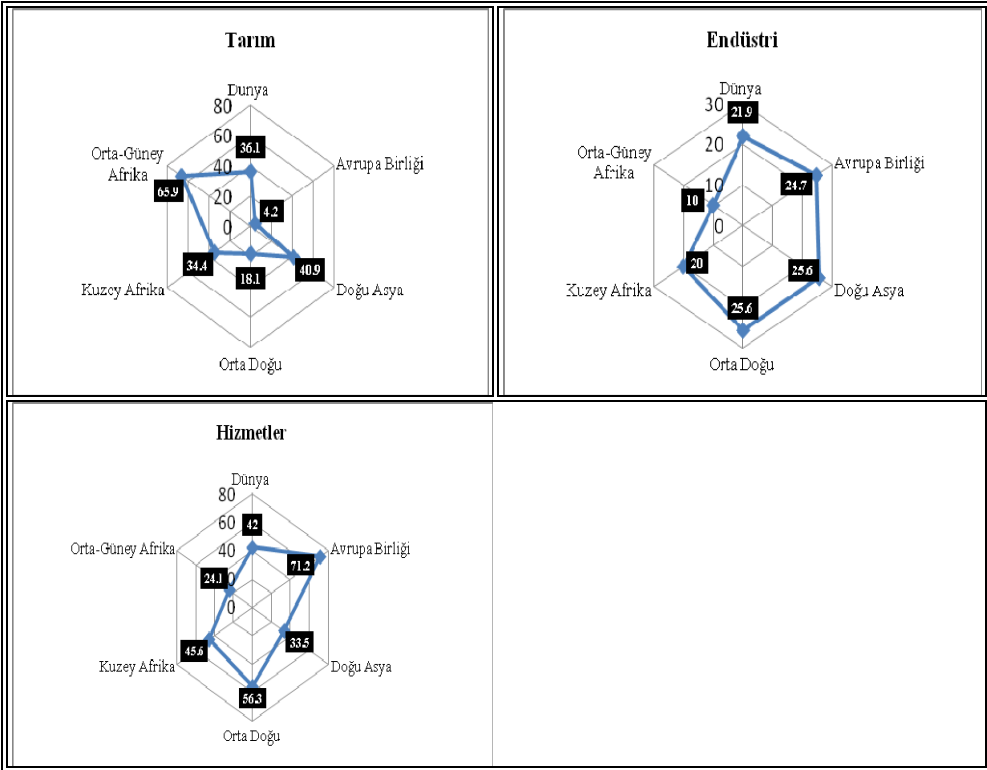 Tarım
Dunya
80
60
40
20
0
36.1
Avrupa Birliği
4.2
40.9
Doğu Asya
18.1
Orta Doğu
34.4
Kuzey Afrika
65.9
Orta-Güney
Afrika
Endüstri
Dünya
30
20
10
0
21.9
Avrupa Birliği
24.7
25.6
Doğu Asya
25.6
Orta Doğu
20
Kuzey Afrika
10
Orta-Güney
Afrika
Hizmetler
Dünya
80
60
40
20
0
42
Avrupa Birliği
71.2
33.5
Doğu Asya
56.3
Orta Doğu
45.6
Kuzey Afrika
24.1
Orta-Güney Afrika